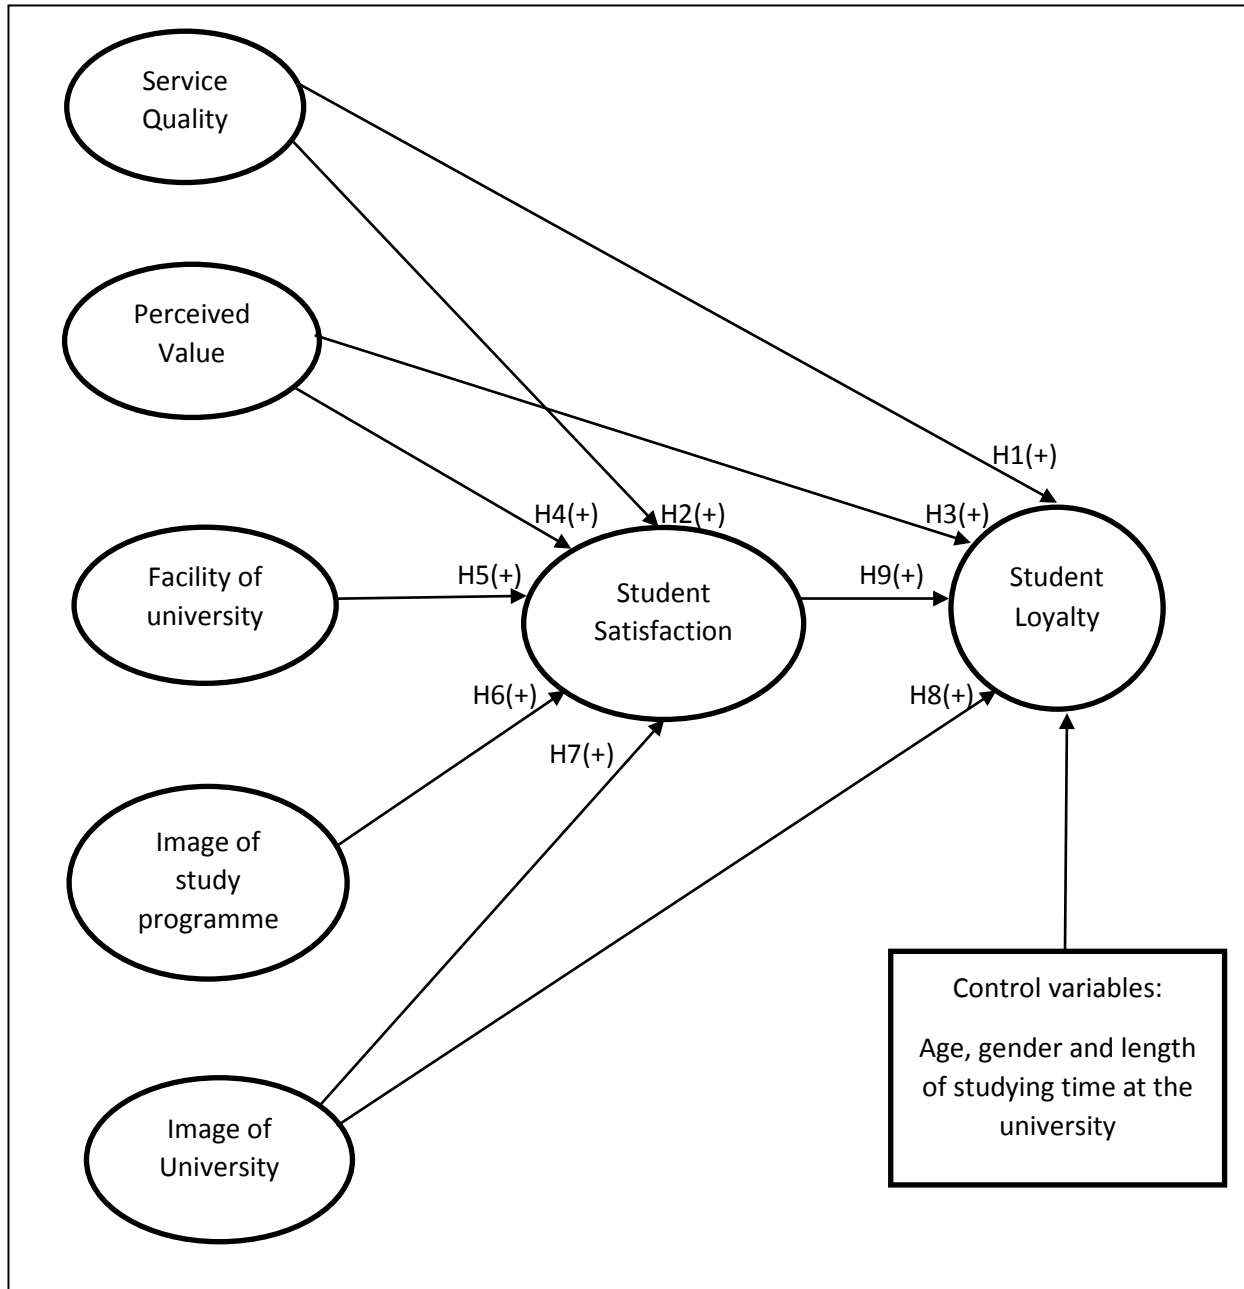 Service
Quality
Perceived
Value
H1(+)
H4(+)
H2(+)
H3(+)
Facility of
university
H5(+)
Student
Satisfaction
H9(+)
Student
Loyalty
H6(+)
H8(+)
H7(+)
Image of
study
programme
Control variables:
Age, gender and length
of studying time at the
university
Image of
University